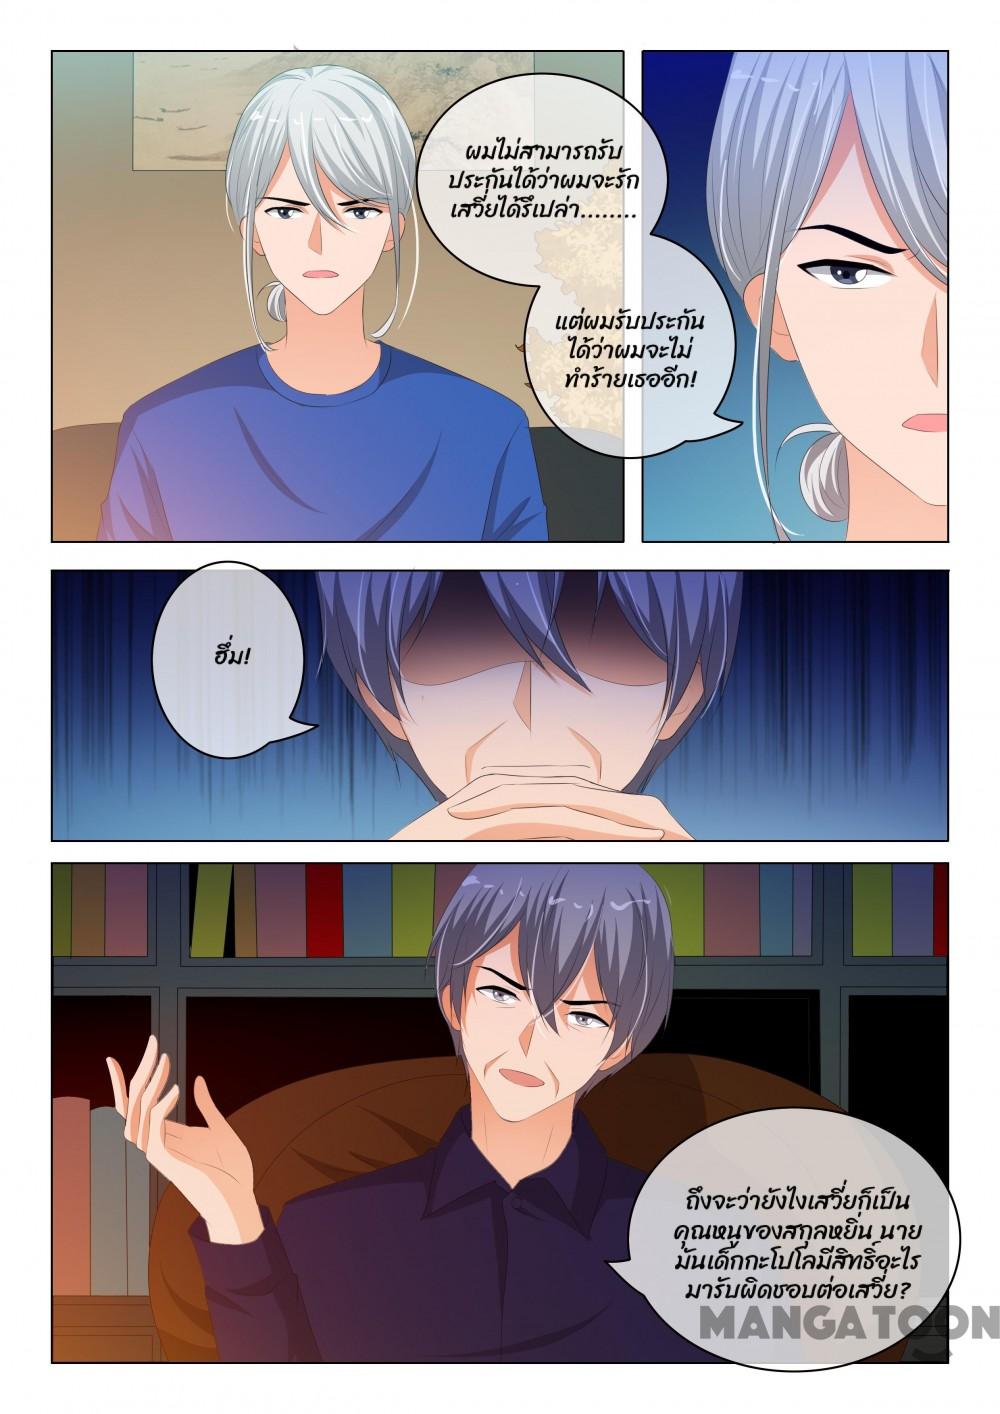 ผมไม่สามารถรับ
ประกันได้ว่าผมจะรัก
เสวี่ยได้รึเปล่า........
แต่ผมรับประกัน
ได้ว่าผมจะไม่
ทำร้ายเธออีก!
ฮึ่ม!
ถึงจะว่ายังไงเสวี่ยก็เป็น
คุณหนูของสกุลหยิ่น นาย
มันเด็กกะโปโลมีสิทธิ์อะไร
มารับผิดชอบต่อเสวี่ย?
MANGATOON